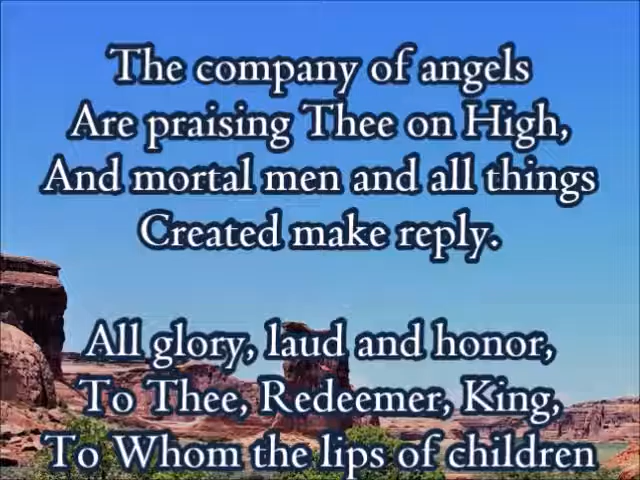 The company of angels
Are praising Thee on High,
And mortal men and all things
Created make reply.
All glory, laud and honor,
To Thee, Redeemer, King,
To Whom the lips of children